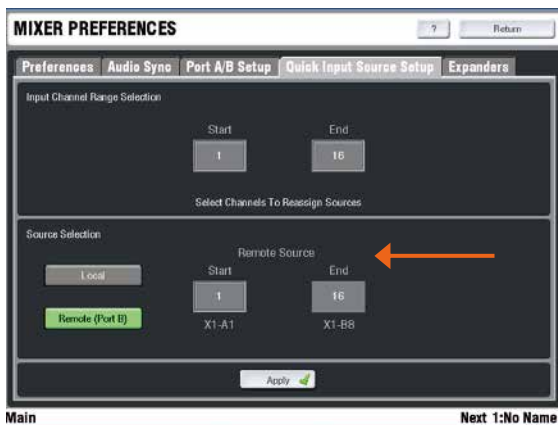 MIXER PREFERENCES ? Return
Preferences Audio Sync Port A/B Setup Quick Input Source Setup Expanders
Input Channel Range Selection
Start End
1 16
Select Channels To Reassign Sources
Source Selection
Remote Source
Local Start End
1 16
Remote (Port B) X1-A1 X1-B8
Apply
Main Next 1:No Name